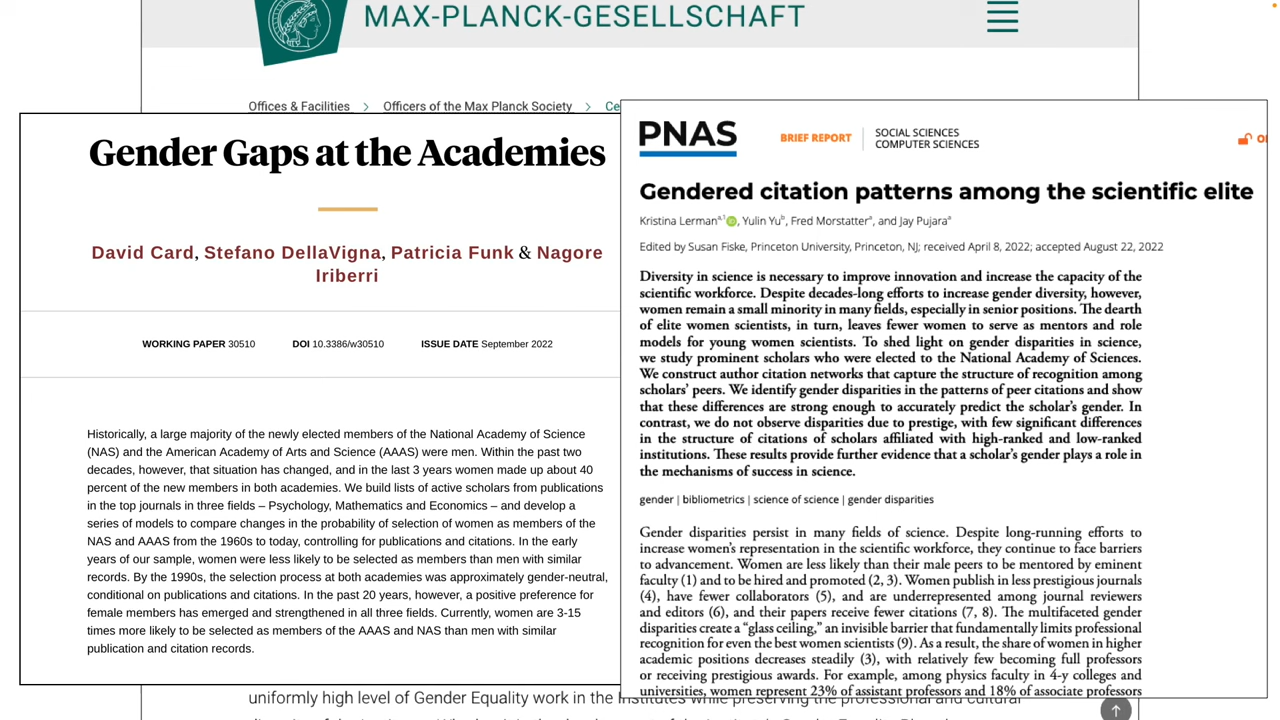 MAX-PLANCK-GESELLSCHAFT
Offices & Facilities > Officers of the Max Planck Society > Ce
Gender Gaps at the Academies
David Card, Stefano DellaVigna, Patricia Funk & Nagore
Iriberri
WORKING PAPER 30510 DOI 10.3386/w30510 ISSUE DATE September 2022
Historically, a large majority of the newly elected members of the National Academy of Science
(NAS) and the American Academy of Arts and Science (AAAS) were men. Within the past two
decades, however, that situation has changed, and in the last 3 years women made up about 40
percent of the new members in both academies. We build lists of active scholars from publications
in the top journals in three fields – Psychology, Mathematics and Economics – and develop a
series of models to compare changes in the probability of selection of women as members of the
NAS and AAAS from the 1960s to today, controlling for publications and citations. In the early
years of our sample, women were less likely to be selected as members than men with similar
records. By the 1990s, the selection process at both academies was approximately gender-neutral,
conditional on publications and citations. In the past 20 years, however, a positive preference for
female members has emerged and strengthened in all three fields. Currently, women are 3-15
times more likely to be selected as members of the AAAS and NAS than men with similar
publication and citation records.
PNAS BRIEF REPORT | SOCIAL SCIENCES
COMPUTER SCIENCES
Gendered citation patterns among the scientific elite
Kristina Lerman^a,1, Yulin Yu^b, Fred Morstatter^a, and Jay Pujara^a
Edited by Susan Fiske, Princeton University, Princeton, NJ; received April 8, 2022; accepted August 22, 2022
Diversity in science is necessary to improve innovation and increase the capacity of the
scientific workforce. Despite decades-long efforts to increase gender diversity, however,
women remain a small minority in many fields, especially in senior positions. The dearth
of elite women scientists, in turn, leaves fewer women to serve as mentors and role
models for young women scientists. To shed light on gender disparities in science,
we study prominent scholars who were elected to the National Academy of Sciences.
We construct author citation networks that capture the structure of recognition among
scholars’ peers. We identify gender disparities in the patterns of peer citations and show
that these differences are strong enough to accurately predict the scholar’s gender. In
contrast, we do not observe disparities due to prestige, with few significant differences
in the structure of citations of scholars affiliated with high-ranked and low-ranked
institutions. These results provide further evidence that a scholar’s gender plays a role in
the mechanisms of success in science.
gender | bibliometrics | science of science | gender disparities
Gender disparities persist in many fields of science. Despite long-running efforts to
increase women’s representation in the scientific workforce, they continue to face barriers
to advancement. Women are less likely than their male peers to be mentored by eminent
faculty (1) and to be hired and promoted (2, 3). Women publish in less prestigious journals
(4), have fewer collaborators (5), and are underrepresented among journal reviewers
and editors (6), and their papers receive fewer citations (7, 8). The multifaceted gender
disparities create a “glass ceiling,” an invisible barrier that fundamentally limits professional
recognition for even the best women scientists (9). As a result, the share of women in higher
academic positions decreases steadily (3), with relatively few becoming full professors
or receiving prestigious awards. For example, among physics faculty in 4-y colleges and
universities, women represent 23% of assistant professors and 18% of associate professors
uniformly high level of Gender Equality work in the Institutes while preserving the professional and cultural